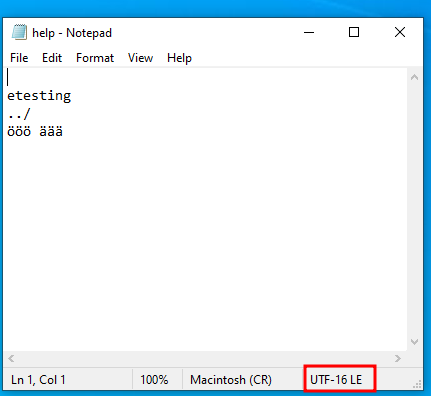 help - Notepad
File Edit Format View Help
etesting
../
ööö äää
Ln 1, Col 1 100% Macintosh (CR) UTF-16 LE